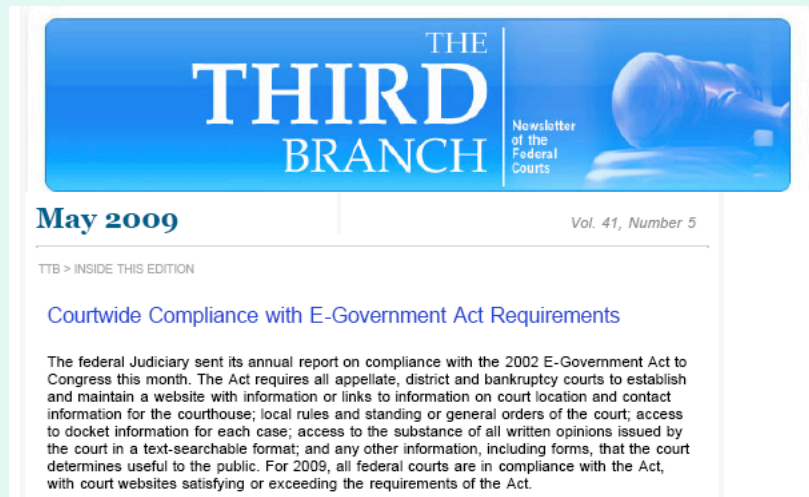 THE
THIRD
BRANCH
Newsletter
of the
Federal
Courts
May 2009
Vol. 41, Number 5
TTB > INSIDE THIS EDITION
Courtwide Compliance with E-Government Act Requirements
The federal Judiciary sent its annual report on compliance with the 2002 E-Government Act to
Congress this month. The Act requires all appellate, district and bankruptcy courts to establish
and maintain a website with information or links to information on court location and contact
information for the courthouse; local rules and standing or general orders of the court; access
to docket information for each case; access to the substance of all written opinions issued by
the court in a text-searchable format; and any other information, including forms, that the court
determines useful to the public. For 2009, all federal courts are in compliance with the Act,
with court websites satisfying or exceeding the requirements of the Act.